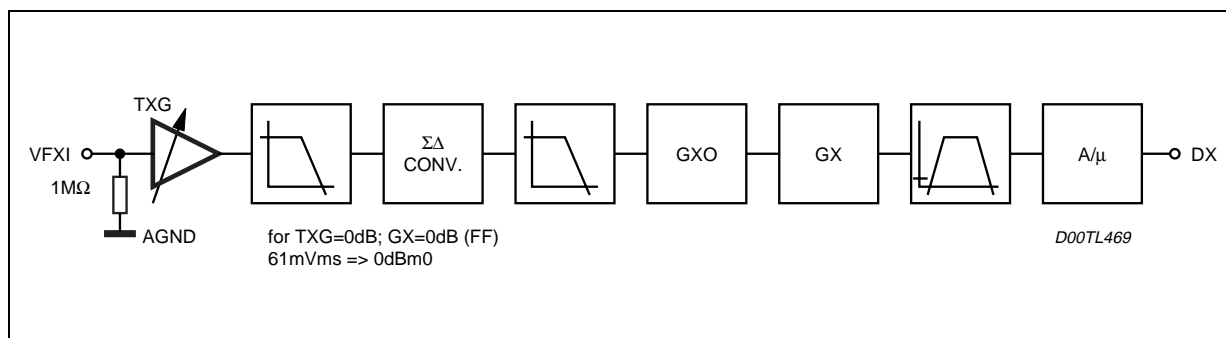 TXG
VFXI
1MΩ
AGND
ΣΔ
CONV.
GXO
GX
A/μ
DX
for TXG=0dB; GX=0dB (FF)
61mVms => 0dBm0
D00TL469